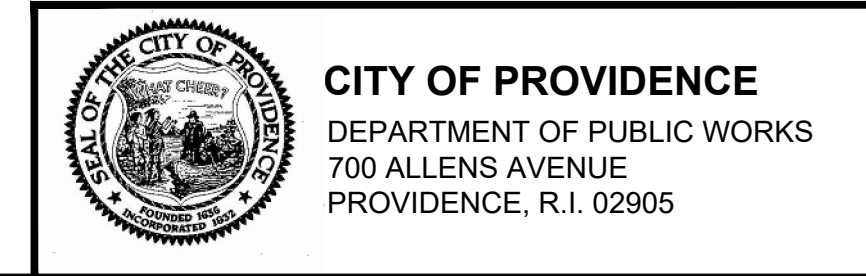 SEAL OF THE CITY OF PROVIDENCE
WHAT CHEER?
FOUNDED 1636
INCORPORATED 1832
CITY OF PROVIDENCE
DEPARTMENT OF PUBLIC WORKS
700 ALLENS AVENUE
PROVIDENCE, R.I. 02905